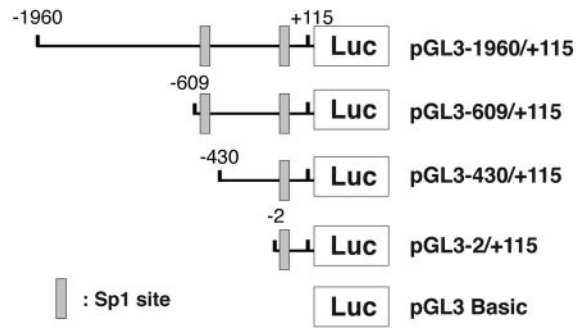 -1960 +115
Luc pGL3-1960/+115
-609
Luc pGL3-609/+115
-430
Luc pGL3-430/+115
-2
Luc pGL3-2/+115
: Sp1 site
Luc pGL3 Basic